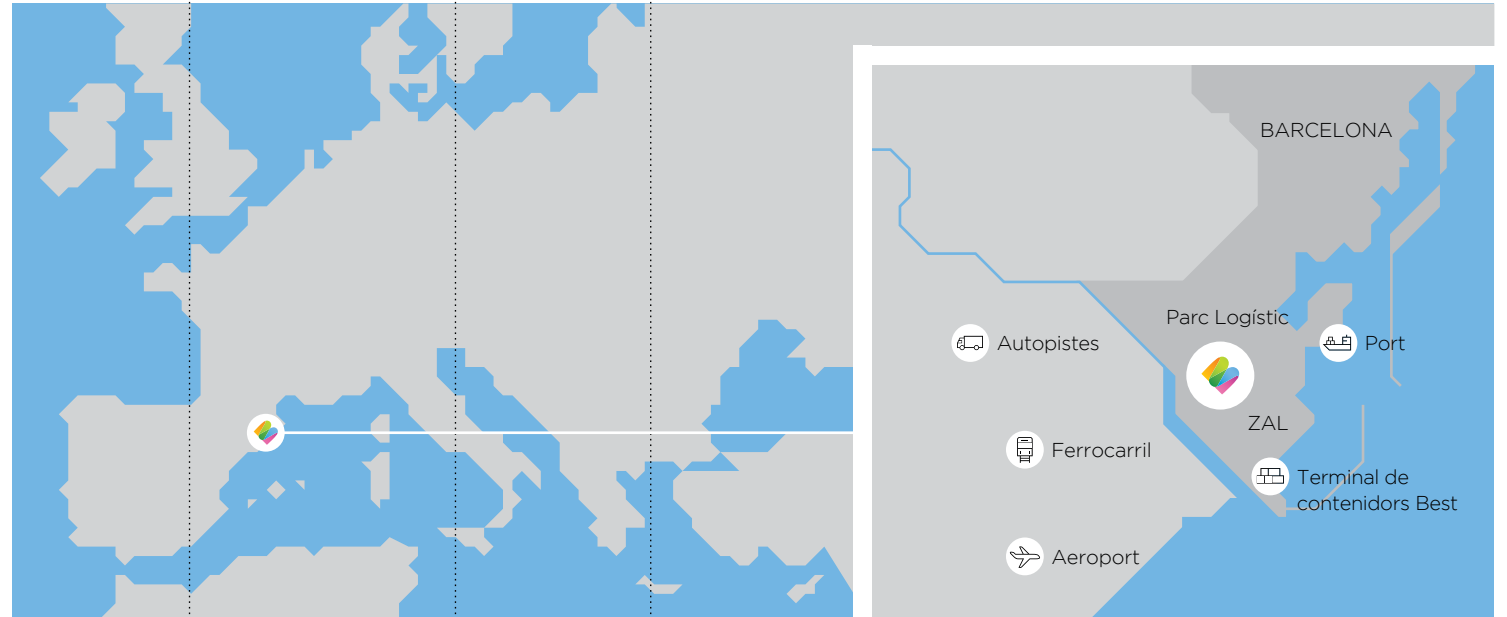 BARCELONA
Parc Logístic
Autopistes
Port
ZAL
Ferrocarril
Terminal de
contenidors Best
Aeroport